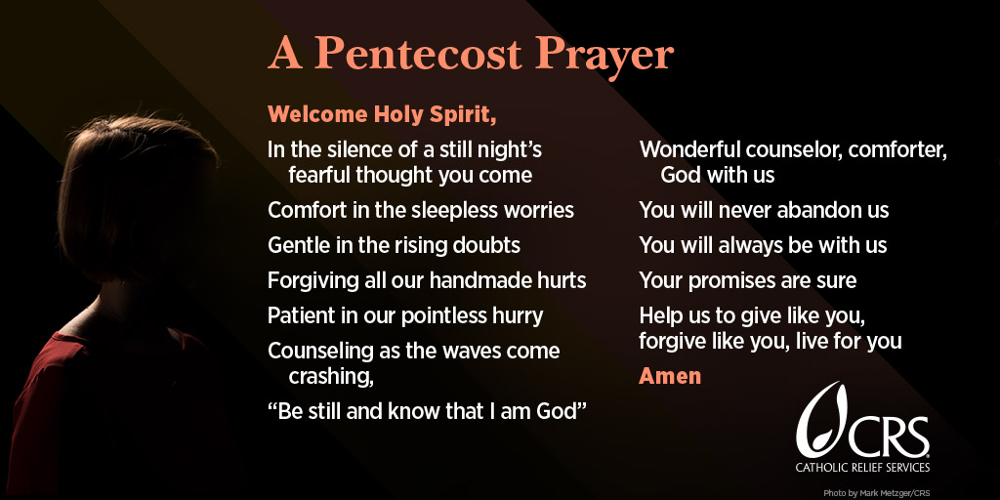 A Pentecost Prayer
Welcome Holy Spirit,
In the silence of a still night’s
fearful thought you come
Comfort in the sleepless worries
Gentle in the rising doubts
Forgiving all our handmade hurts
Patient in our pointless hurry
Counseling as the waves come
crashing,
“Be still and know that I am God”
Wonderful counselor, comforter,
God with us
You will never abandon us
You will always be with us
Your promises are sure
Help us to give like you,
forgive like you, live for you
Amen
CRS
CATHOLIC RELIEF SERVICES
Photo by Mark Metzger/CRS